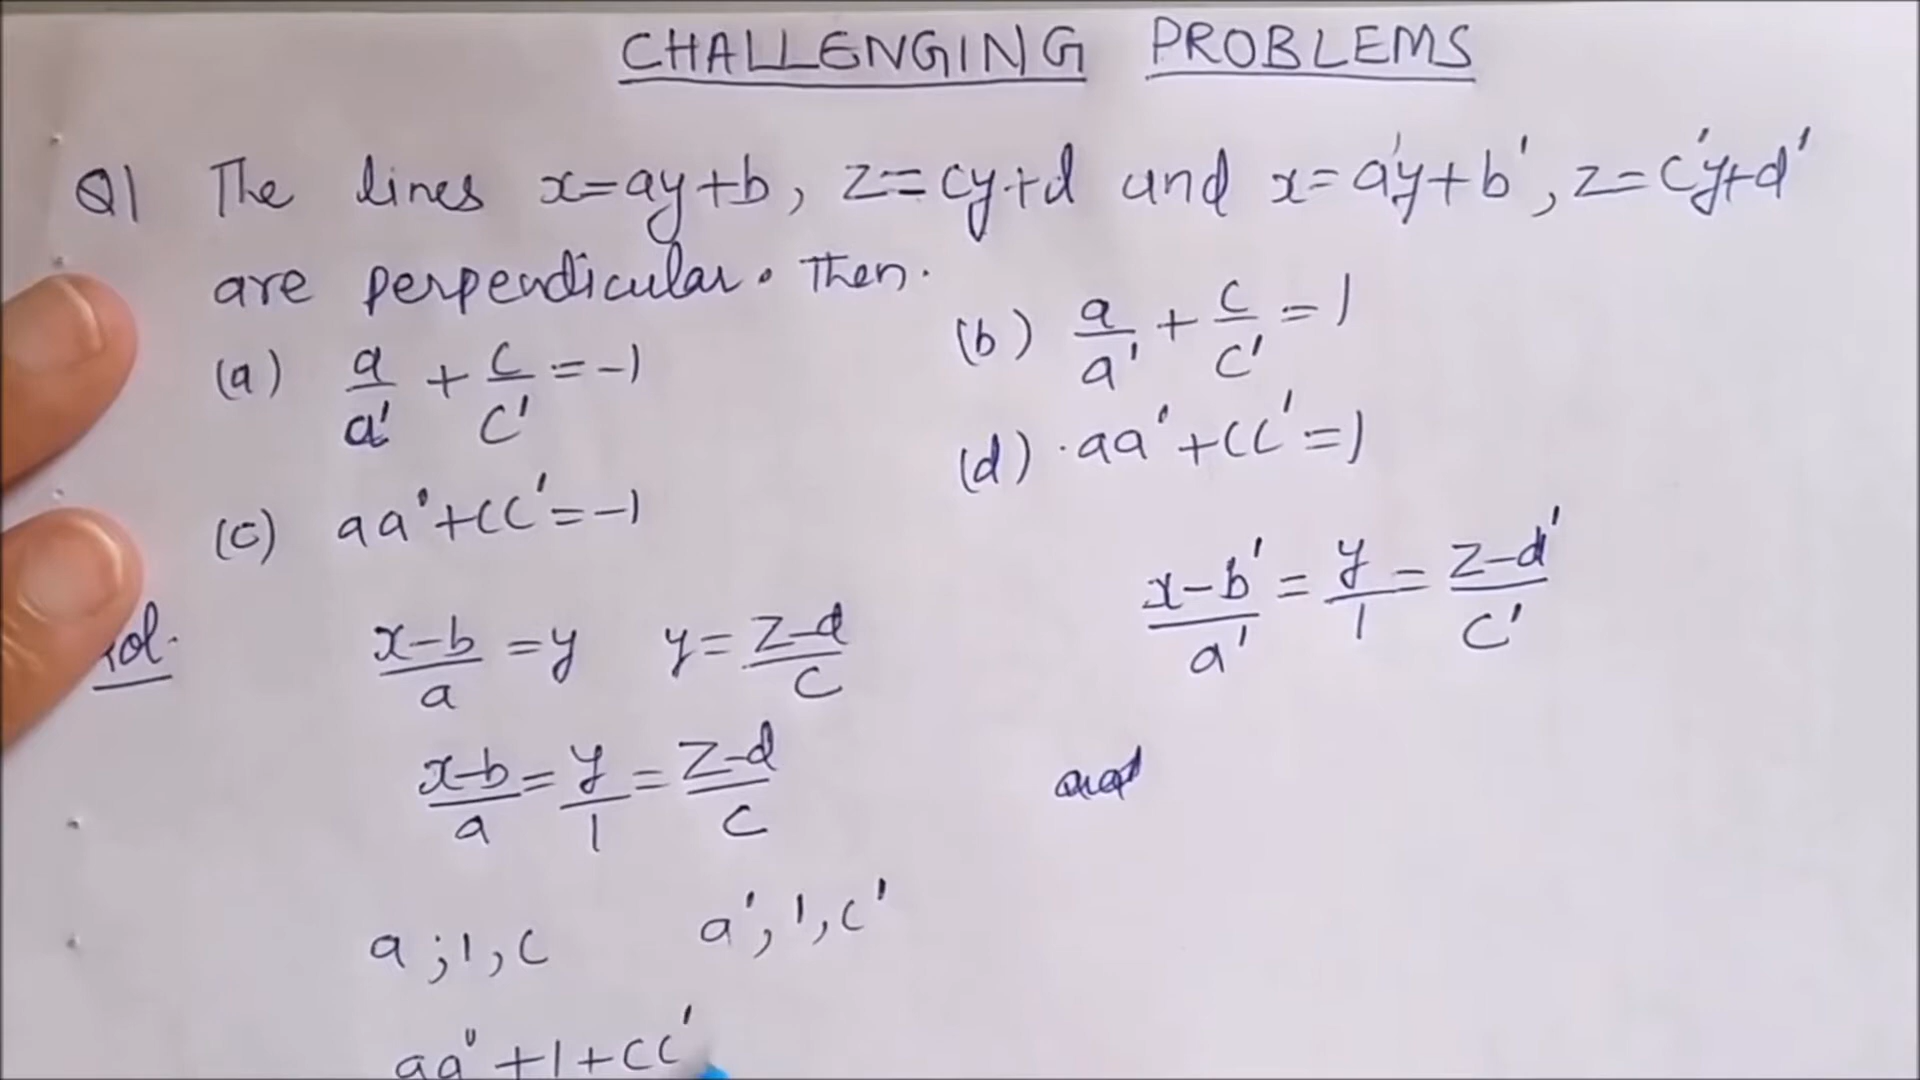 CHALLENGING PROBLEMS
Q1 The lines x=ay+b, z=cy+d and x=a'y+b', z=c'y+d'
are perpendicular. Then.
(a) a/a' + c/c' = -1
(b) a/a' + c/c' = 1
(c) aa'+cc'=-1
(d) aa'+cc'=1
Sol.
(x-b)/a = y y = (z-d)/c
(x-b')/a' = y/1 = (z-d')/c'
(x-b)/a = y/1 = (z-d)/c
a, 1, c a', 1, c'
aa'+1+cc'